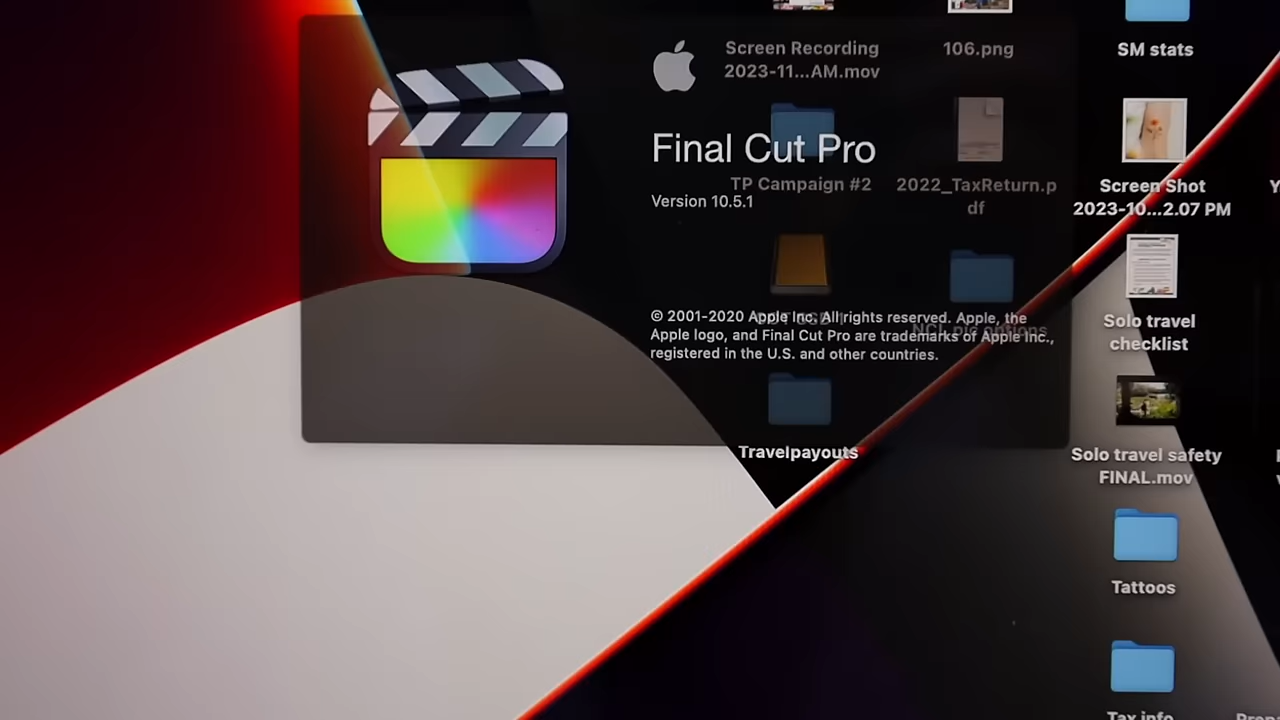 Screen Recording
2023-11...AM.mov
106.png
SM stats
Final Cut Pro
Version 10.5.1
TP Campaign #2
2022_TaxReturn.p
df
Screen Shot
2023-10...2.07 PM
© 2001-2020 Apple Inc. All rights reserved. Apple, the
Apple logo, and Final Cut Pro are trademarks of Apple Inc.,
registered in the U.S. and other countries.
Solo travel
checklist
Travelpayouts
Solo travel safety
FINAL.mov
Tattoos
Tax info